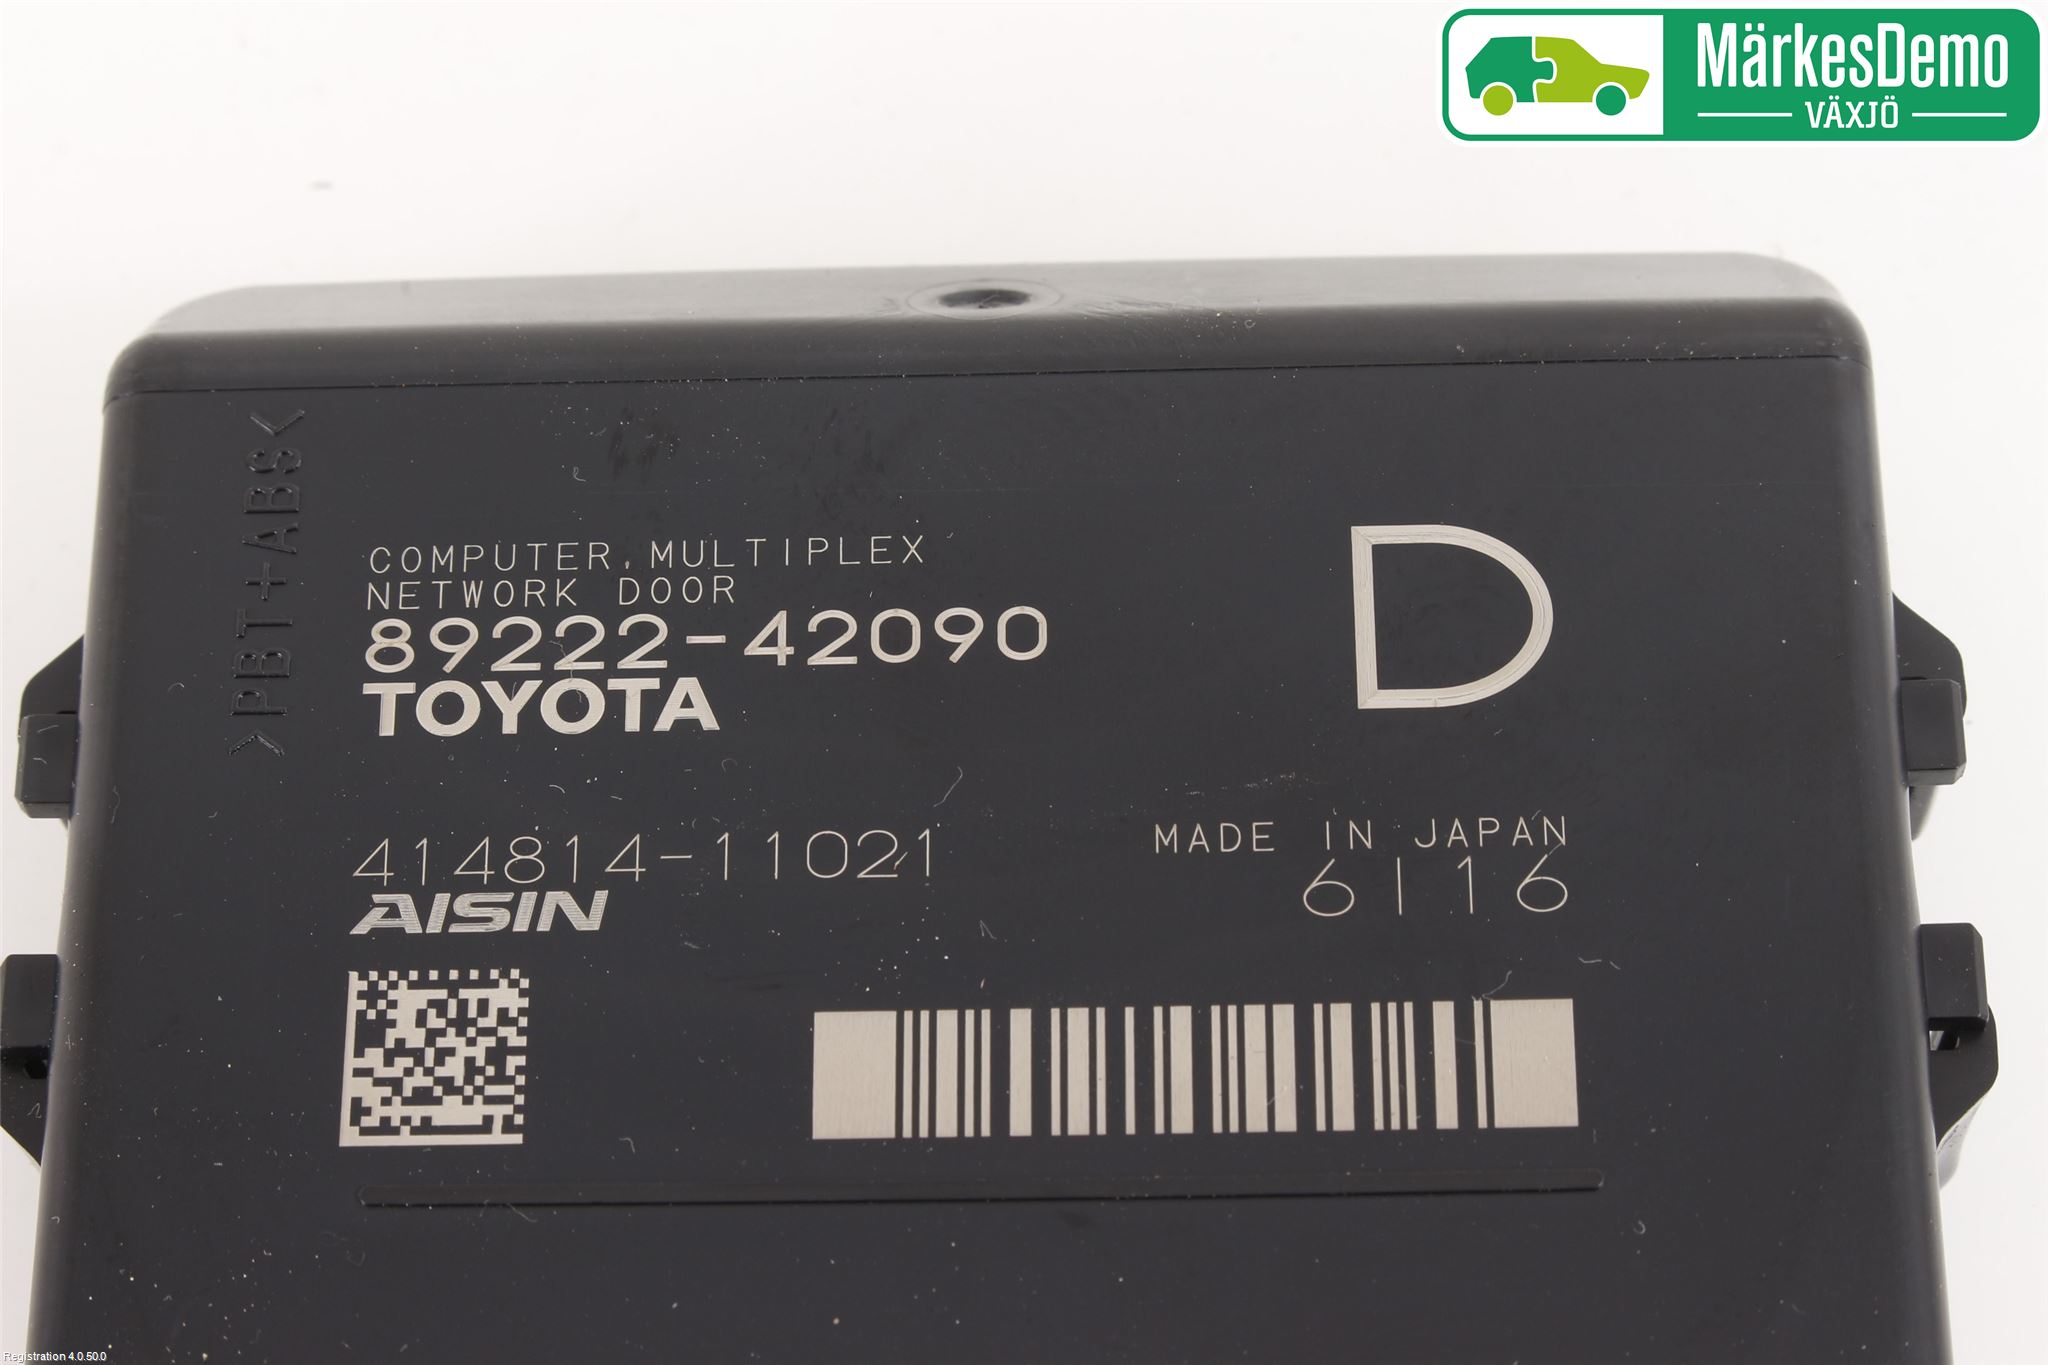 MärkesDemo
VÄXJÖ
>PBT+ABS<
COMPUTER, MULTIPLEX
NETWORK DOOR
89222-42090
TOYOTA
D
414814-11021
AISIN
MADE IN JAPAN
6I16
Registration 4.0.50.0